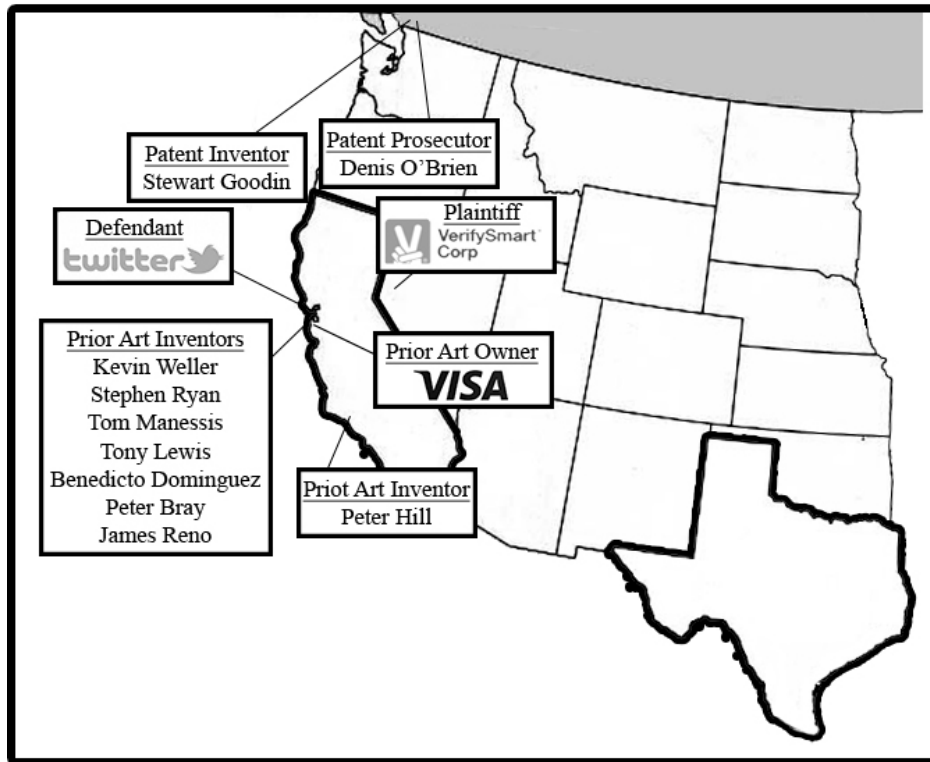 Patent Inventor
Stewart Goodin
Patent Prosecutor
Denis O'Brien
Defendant
twitter
Plaintiff
VerifySmart
Corp
Prior Art Inventors
Kevin Weller
Stephen Ryan
Tom Manessis
Tony Lewis
Benedicto Dominguez
Peter Bray
James Reno
Prior Art Owner
VISA
Priot Art Inventor
Peter Hill